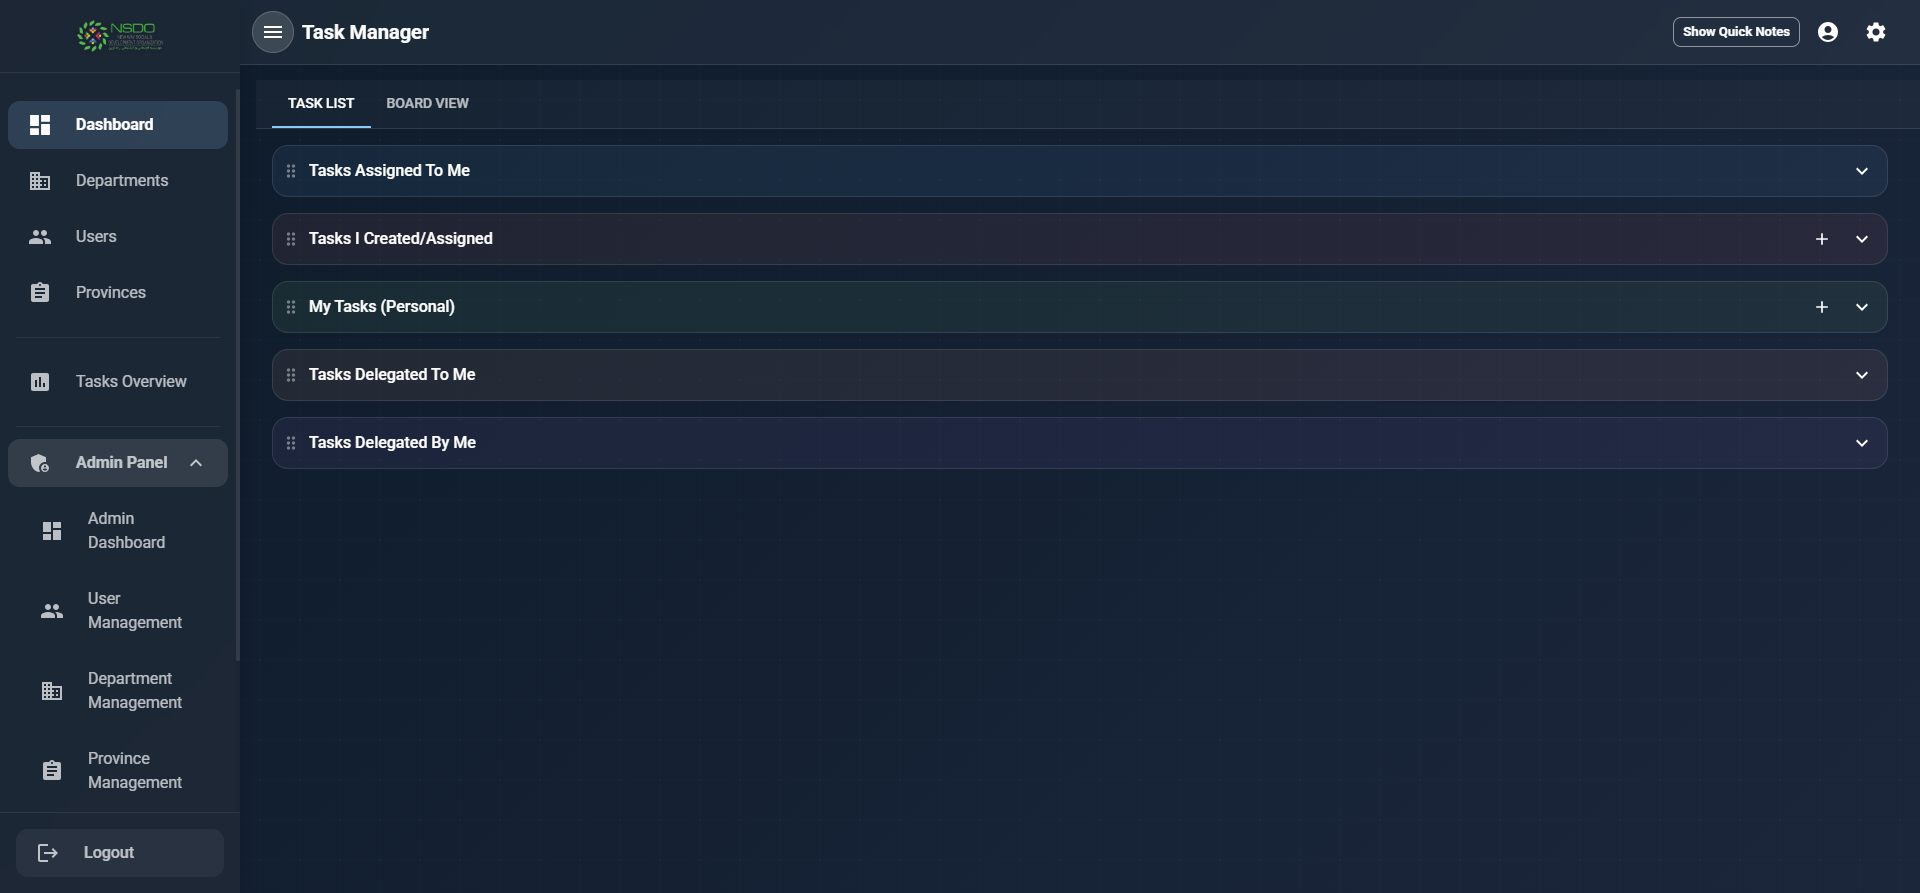 NSDO
Task Manager
Show Quick Notes
Dashboard
Departments
Users
Provinces
Tasks Overview
Admin Panel
Admin
Dashboard
User
Management
Department
Management
Province
Management
Logout
TASK LIST
BOARD VIEW
Tasks Assigned To Me
Tasks I Created/Assigned
My Tasks (Personal)
Tasks Delegated To Me
Tasks Delegated By Me